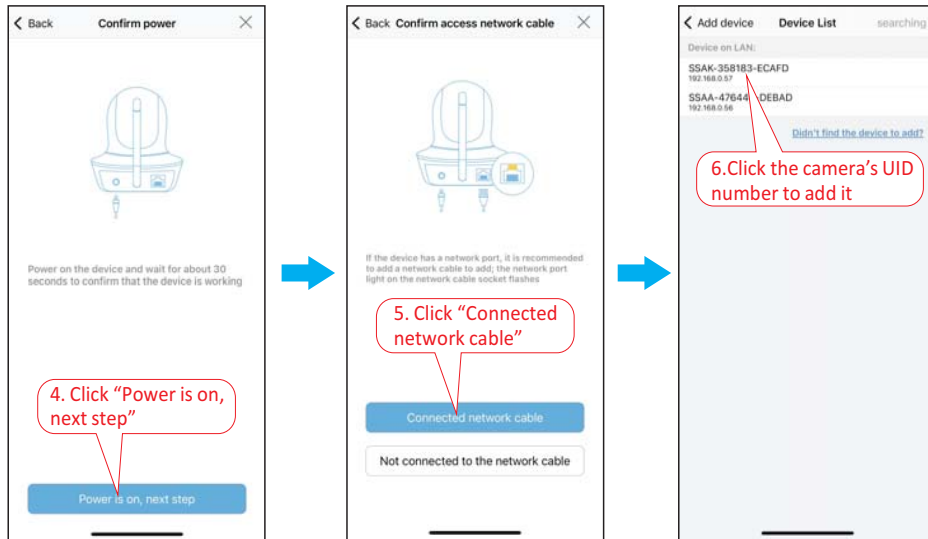 Back Confirm power
Power on the device and wait for about 30
seconds to confirm that the device is working
4. Click “Power is on,
next step”
Power is on, next step
Back Confirm access network cable
If the device has a network port, it is recommended
to add a network cable to add; the network port
light on the network cable socket flashes
5. Click “Connected
network cable”
Connected network cable
Not connected to the network cable
Add device Device List searching
Device on LAN:
SSAK-358183-ECAFD
192.168.0.57
SSAA-47644 DEBAD
192.168.0.56
Didn't find the device to add?
6.Click the camera’s UID
number to add it